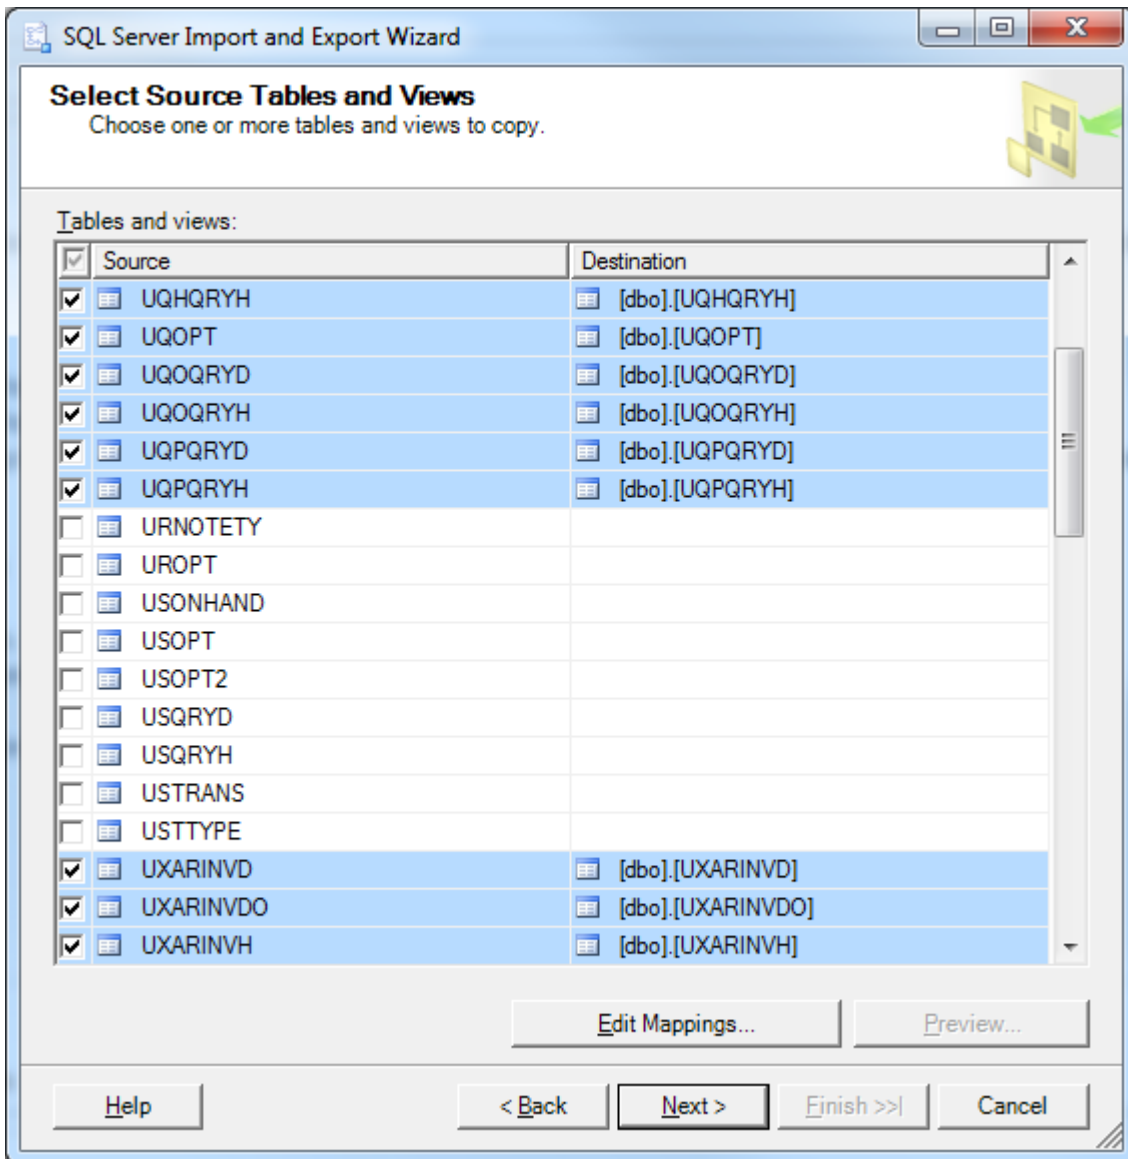 SQL Server Import and Export Wizard
Select Source Tables and Views
Choose one or more tables and views to copy.
Tables and views:
Source Destination
UQHQRYH [dbo].[UQHQRYH]
UQOPT [dbo].[UQOPT]
UQOQRYD [dbo].[UQOQRYD]
UQOQRYH [dbo].[UQOQRYH]
UQPQRYD [dbo].[UQPQRYD]
UQPQRYH [dbo].[UQPQRYH]
URNOTETY
UROPT
USONHAND
USOPT
USOPT2
USQRYD
USQRYH
USTRANS
USTTYPE
UXARINVD [dbo].[UXARINVD]
UXARINVDO [dbo].[UXARINVDO]
UXARINVH [dbo].[UXARINVH]
Edit Mappings... Preview...
Help < Back Next > Finish >>| Cancel